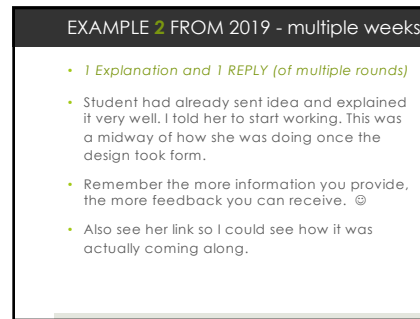 EXAMPLE 2 FROM 2019 - multiple weeks
• 1 Explanation and 1 REPLY (of multiple rounds)
• Student had already sent idea and explained
it very well. I told her to start working. This was
a midway of how she was doing once the
design took form.
• Remember the more information you provide,
the more feedback you can receive. ☺
• Also see her link so I could see how it was
actually coming along.